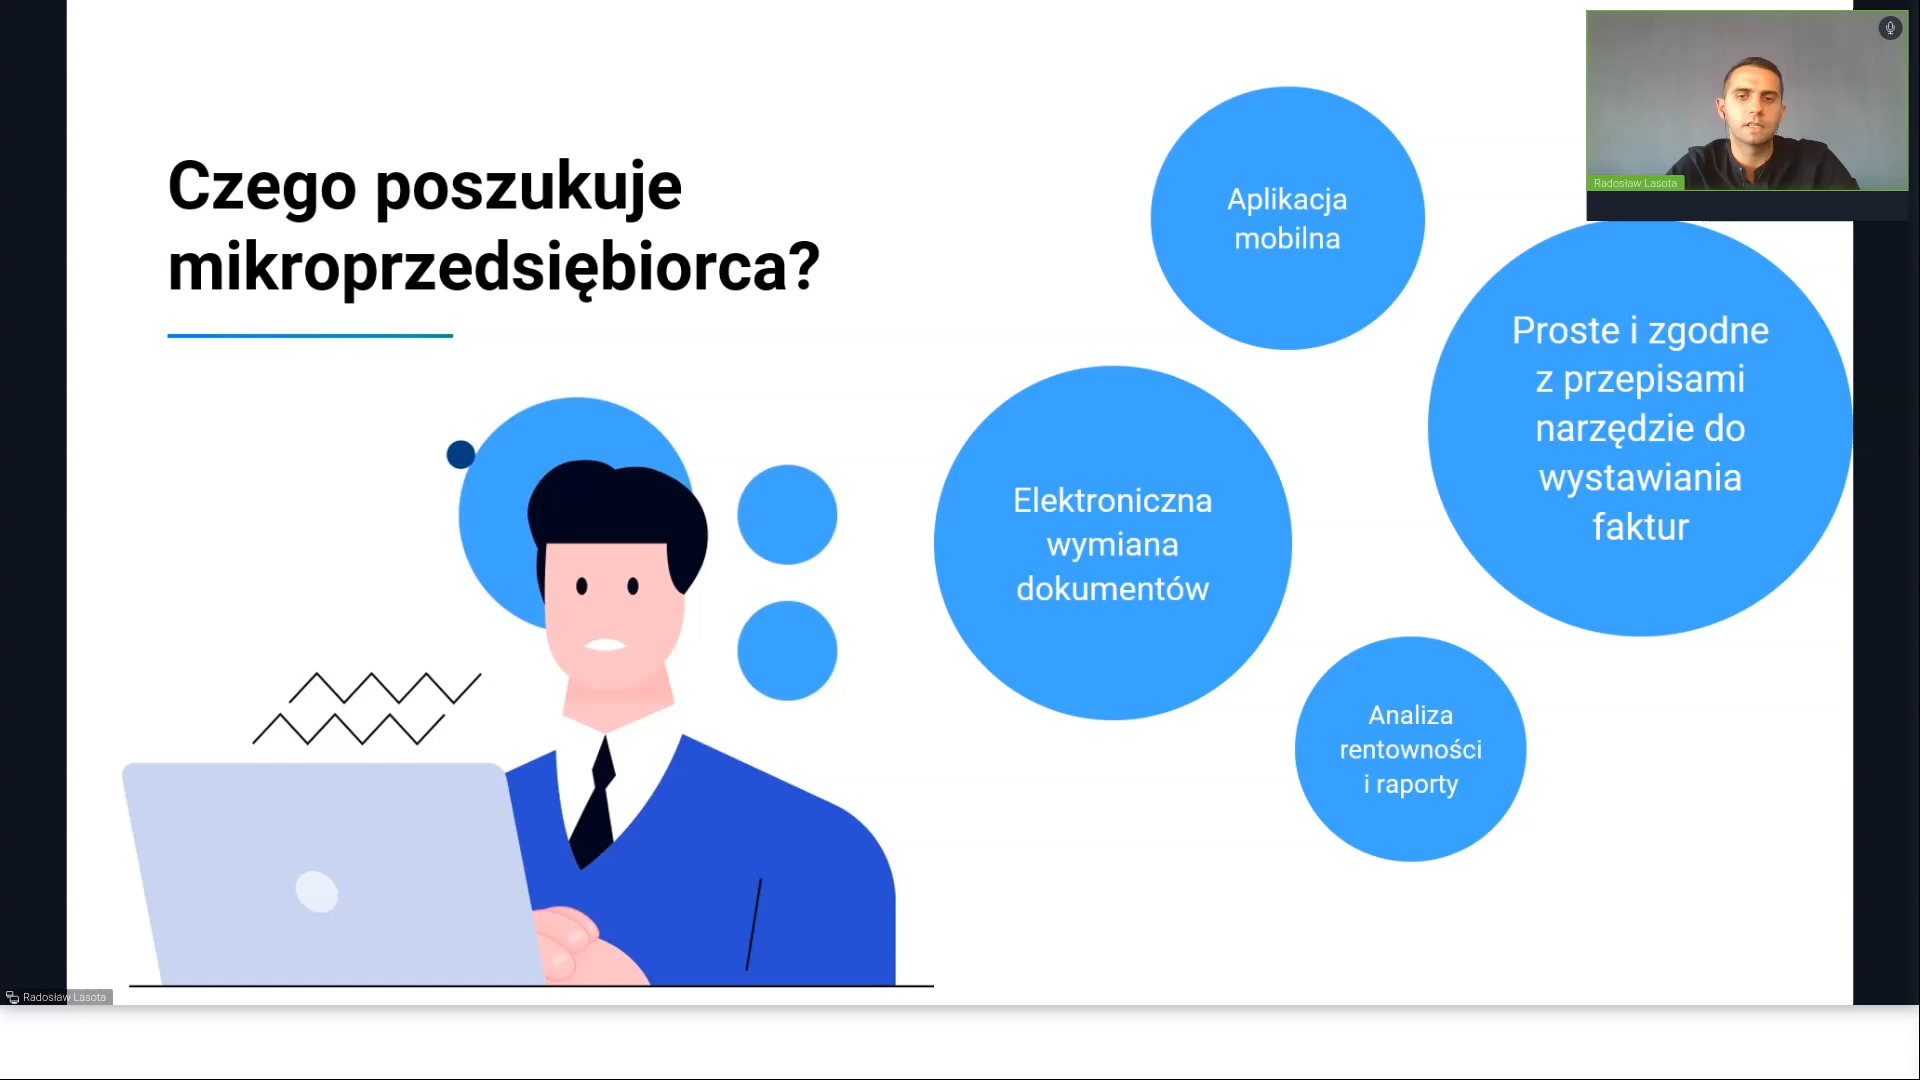 Czego poszukuje
mikroprzedsiębiorca?
Aplikacja
mobilna
Proste i zgodne
z przepisami
narzędzie do
wystawiania
faktur
Elektroniczna
wymiana
dokumentów
Analiza
rentowności
i raporty
Radosław Lasota
Radosław Lasota